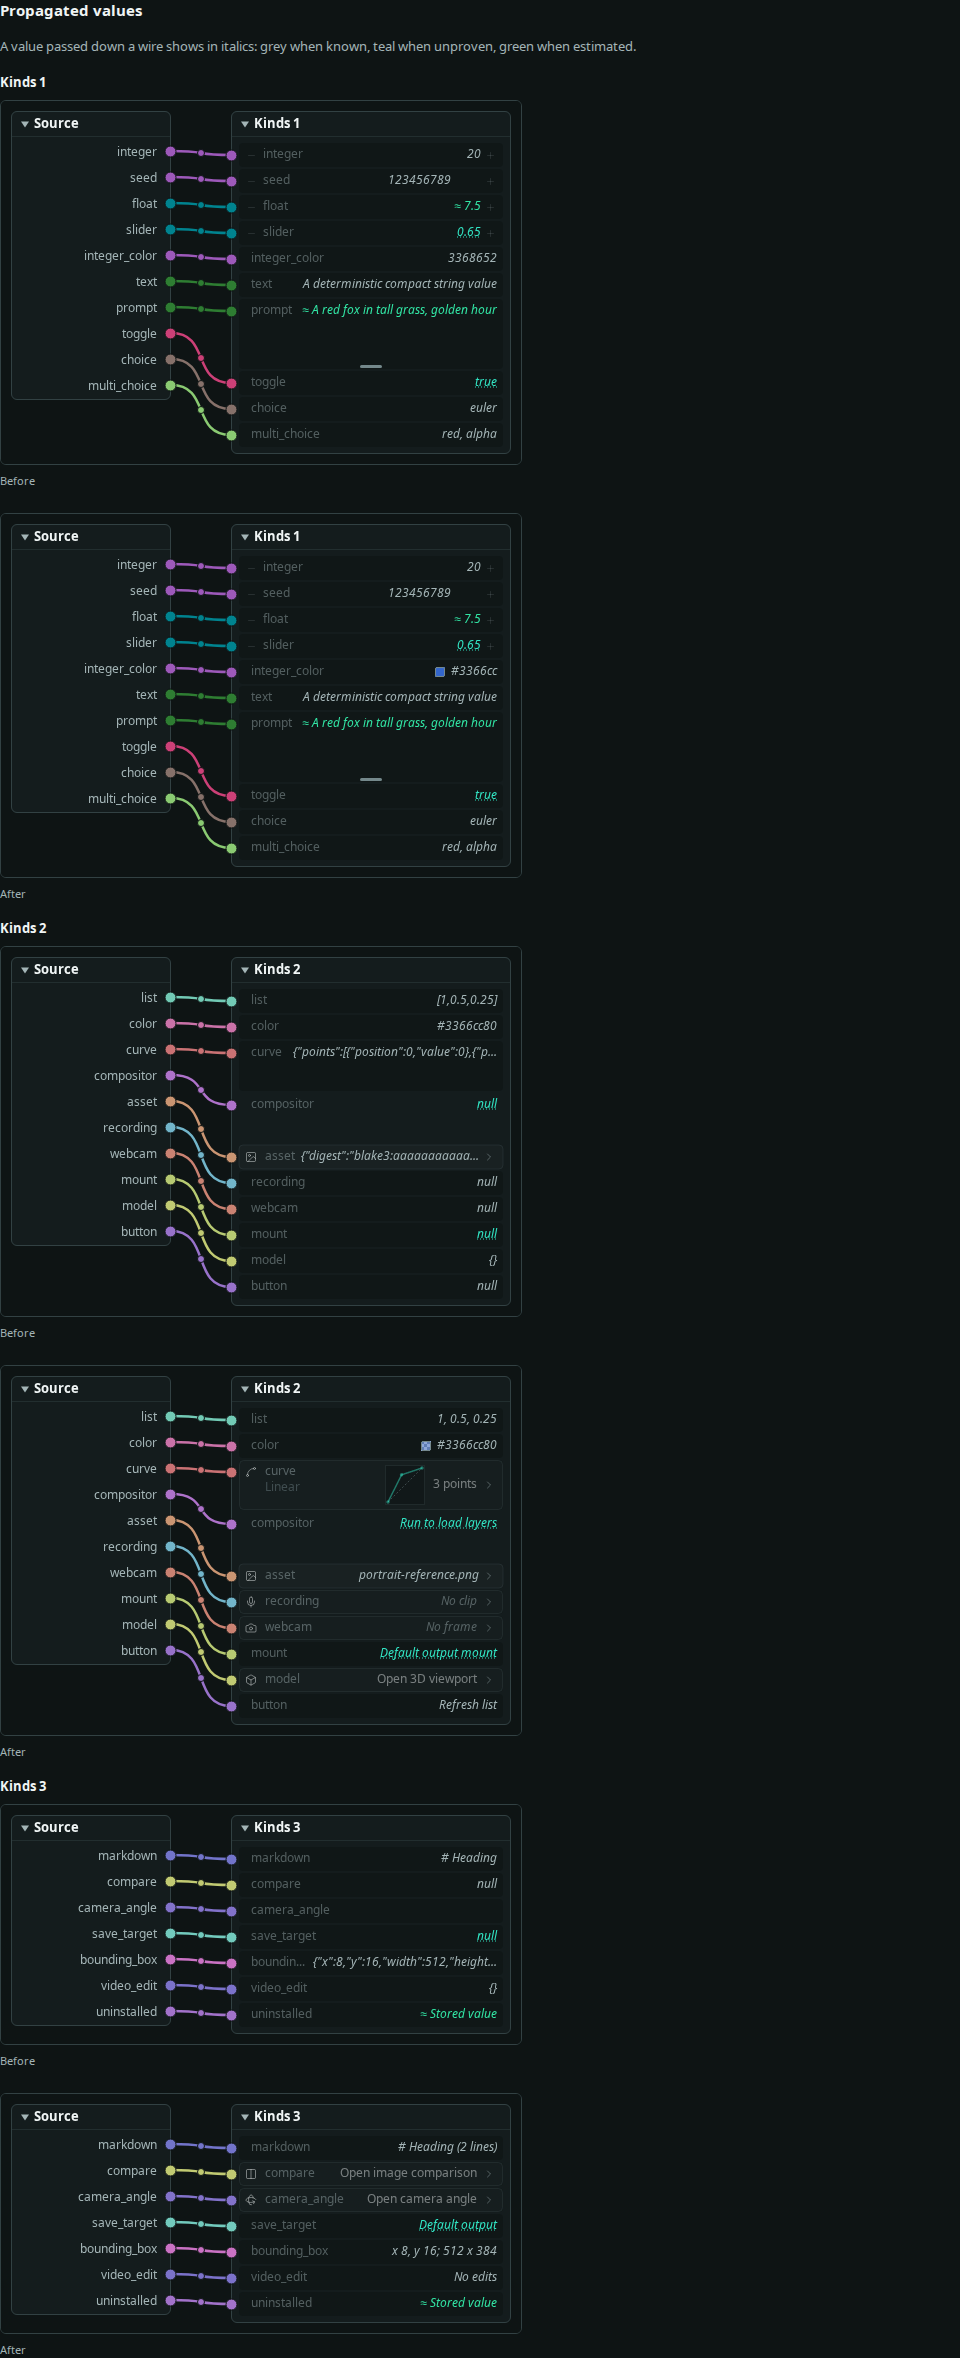 Propagated values
A value passed down a wire shows in italics: grey when known, teal when unproven, green when estimated.
Kinds 1
Source
integer
seed
float
slider
integer_color
text
prompt
toggle
choice
multi_choice
Kinds 1
− integer 20 +
− seed 123456789 +
− float ≈ 7.5 +
− slider 0.65 +
integer_color 3368652
text A deterministic compact string value
prompt ≈ A red fox in tall grass, golden hour
toggle true
choice euler
multi_choice red, alpha
Before
Source
integer
seed
float
slider
integer_color
text
prompt
toggle
choice
multi_choice
Kinds 1
− integer 20 +
− seed 123456789 +
− float ≈ 7.5 +
− slider 0.65 +
integer_color #3366cc
text A deterministic compact string value
prompt ≈ A red fox in tall grass, golden hour
toggle true
choice euler
multi_choice red, alpha
After
Kinds 2
Source
list
color
curve
compositor
asset
recording
webcam
mount
model
button
Kinds 2
list [1,0.5,0.25]
color #3366cc80
curve {"points":[{"position":0,"value":0},{"p...
compositor null
asset {"digest":"blake3:aaaaaaaaaaa...
recording null
webcam null
mount null
model {}
button null
Before
Source
list
color
curve
compositor
asset
recording
webcam
mount
model
button
Kinds 2
list 1, 0.5, 0.25
color #3366cc80
curve
Linear
3 points
compositor Run to load layers
asset portrait-reference.png
recording No clip
webcam No frame
mount Default output mount
model Open 3D viewport
button Refresh list
After
Kinds 3
Source
markdown
compare
camera_angle
save_target
bounding_box
video_edit
uninstalled
Kinds 3
markdown # Heading
compare null
camera_angle
save_target null
boundin... {"x":8,"y":16,"width":512,"height...
video_edit {}
uninstalled ≈ Stored value
Before
Source
markdown
compare
camera_angle
save_target
bounding_box
video_edit
uninstalled
Kinds 3
markdown # Heading (2 lines)
compare Open image comparison
camera_angle Open camera angle
save_target Default output
bounding_box x 8, y 16; 512 x 384
video_edit No edits
uninstalled ≈ Stored value
After